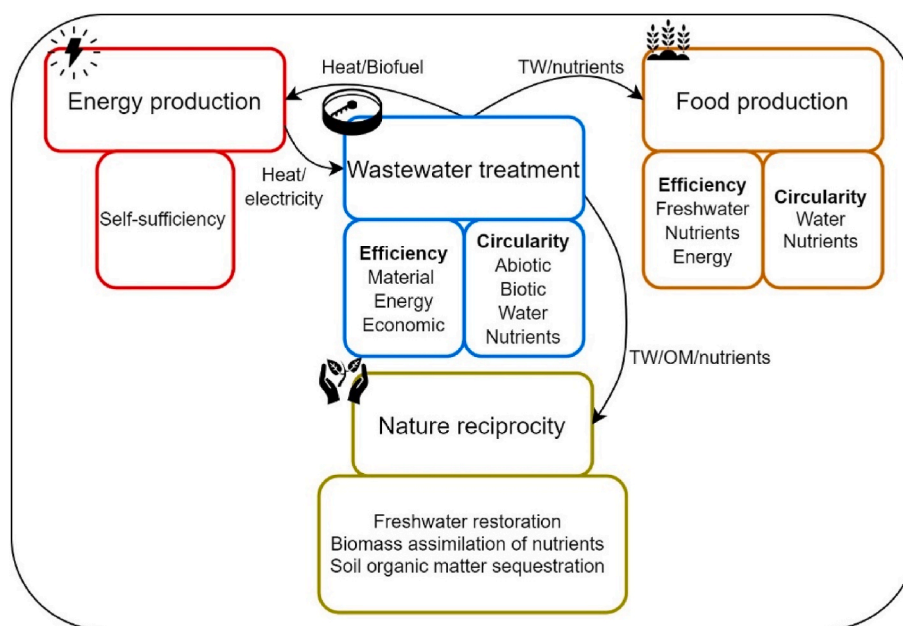 Energy production
Self-sufficiency
Heat/Biofuel
Heat/
electricity
Wastewater treatment
Efficiency
Material
Energy
Economic
Circularity
Abiotic
Biotic
Water
Nutrients
TW/nutrients
Food production
Efficiency
Freshwater
Nutrients
Energy
Circularity
Water
Nutrients
TW/OM/nutrients
Nature reciprocity
Freshwater restoration
Biomass assimilation of nutrients
Soil organic matter sequestration